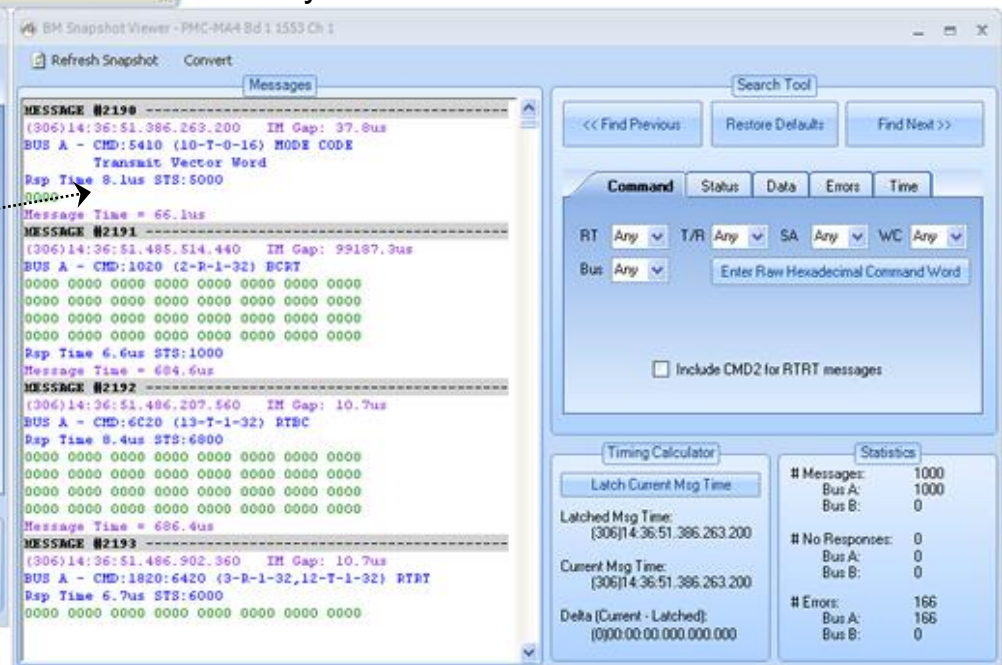 BM Snapshot Viewer - PMC-MA4 Bd 1 1553 Ch 1
Refresh Snapshot Convert
Messages
MESSAGE #2190 ----------------------------------------
(306)14:36:51.386.263.200 IM Gap: 37.8us
BUS A - CMD:5410 (10-T-0-16) MODE CODE
Transmit Vector Word
Rsp Time 8.1us STS:5000
0000
Message Time = 66.1us
MESSAGE #2191 ----------------------------------------
(306)14:36:51.485.514.440 IM Gap: 99187.3us
BUS A - CMD:1020 (2-R-1-32) BCRT
0000 0000 0000 0000 0000 0000 0000 0000
0000 0000 0000 0000 0000 0000 0000 0000
0000 0000 0000 0000 0000 0000 0000 0000
0000 0000 0000 0000 0000 0000 0000 0000
Rsp Time 6.6us STS:1000
Message Time = 684.6us
MESSAGE #2192 ----------------------------------------
(306)14:36:51.486.207.560 IM Gap: 10.7us
BUS A - CMD:6C20 (13-T-1-32) RTBC
Rsp Time 8.4us STS:6800
0000 0000 0000 0000 0000 0000 0000 0000
0000 0000 0000 0000 0000 0000 0000 0000
0000 0000 0000 0000 0000 0000 0000 0000
0000 0000 0000 0000 0000 0000 0000 0000
Message Time = 686.4us
MESSAGE #2193 ----------------------------------------
(306)14:36:51.486.902.360 IM Gap: 10.7us
BUS A - CMD:1820:6420 (3-R-1-32,12-T-1-32) RTRT
Rsp Time 6.7us STS:6000
0000 0000 0000 0000 0000 0000 0000 0000
Search Tool
<< Find Previous Restore Defaults Find Next >>
Command Status Data Errors Time
RT Any T/R Any SA Any WC Any
Bus Any Enter Raw Hexadecimal Command Word
Include CMD2 for RTRT messages
Timing Calculator
Latch Current Msg Time
Latched Msg Time:
(306)14:36:51.386.263.200
Current Msg Time:
(306)14:36:51.386.263.200
Delta (Current - Latched):
(0)00:00:00.000.000.000
Statistics
# Messages: 1000
Bus A: 1000
Bus B: 0
# No Responses: 0
Bus A: 0
Bus B: 0
# Errors: 166
Bus A: 166
Bus B: 0